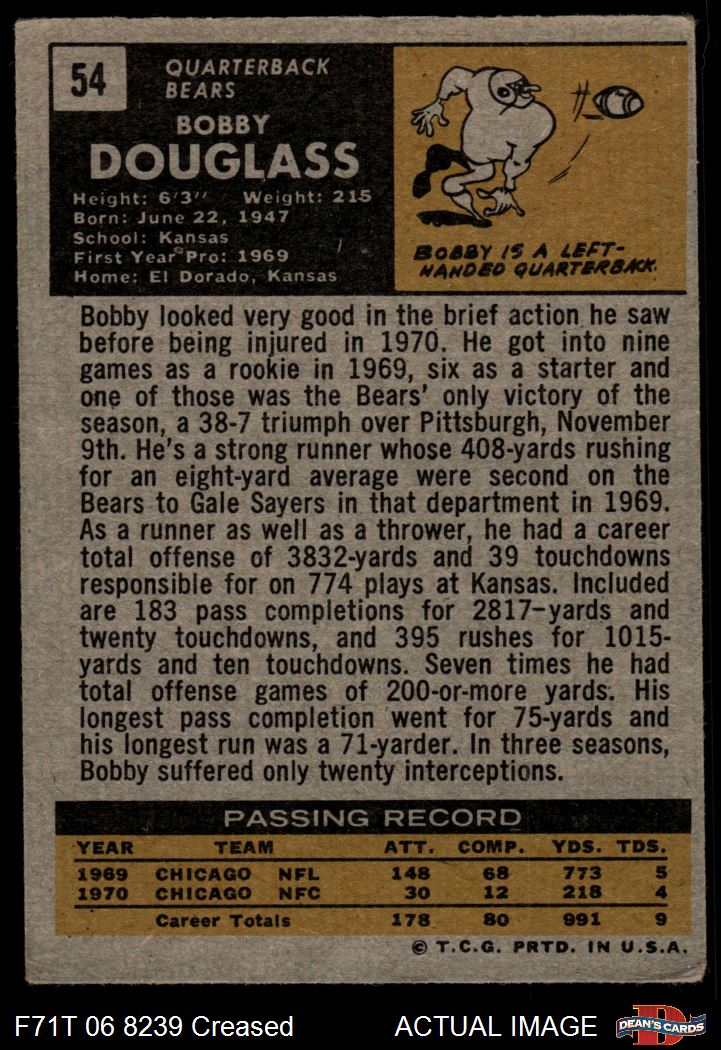 54
QUARTERBACK
BEARS
BOBBY
DOUGLASS
Height: 6'3" Weight: 215
Born: June 22, 1947
School: Kansas
First Year Pro: 1969
Home: El Dorado, Kansas
BOBBY IS A LEFT-
HANDED QUARTERBACK.
Bobby looked very good in the brief action he saw
before being injured in 1970. He got into nine
games as a rookie in 1969, six as a starter and
one of those was the Bears' only victory of the
season, a 38-7 triumph over Pittsburgh, November
9th. He's a strong runner whose 408-yards rushing
for an eight-yard average were second on the
Bears to Gale Sayers in that department in 1969.
As a runner as well as a thrower, he had a career
total offense of 3832-yards and 39 touchdowns
responsible for on 774 plays at Kansas. Included
are 183 pass completions for 2817-yards and
twenty touchdowns, and 395 rushes for 1015-
yards and ten touchdowns. Seven times he had
total offense games of 200-or-more yards. His
longest pass completion went for 75-yards and
his longest run was a 71-yarder. In three seasons,
Bobby suffered only twenty interceptions.
PASSING RECORD
YEAR TEAM ATT. COMP. YDS. TDS.
1969 CHICAGO NFL 148 68 773 5
1970 CHICAGO NFC 30 12 218 4
Career Totals 178 80 991 9
© T.C.G. PRTD. IN U.S.A.
F71T 06 8239 Creased ACTUAL IMAGE DEAN'S CARDS